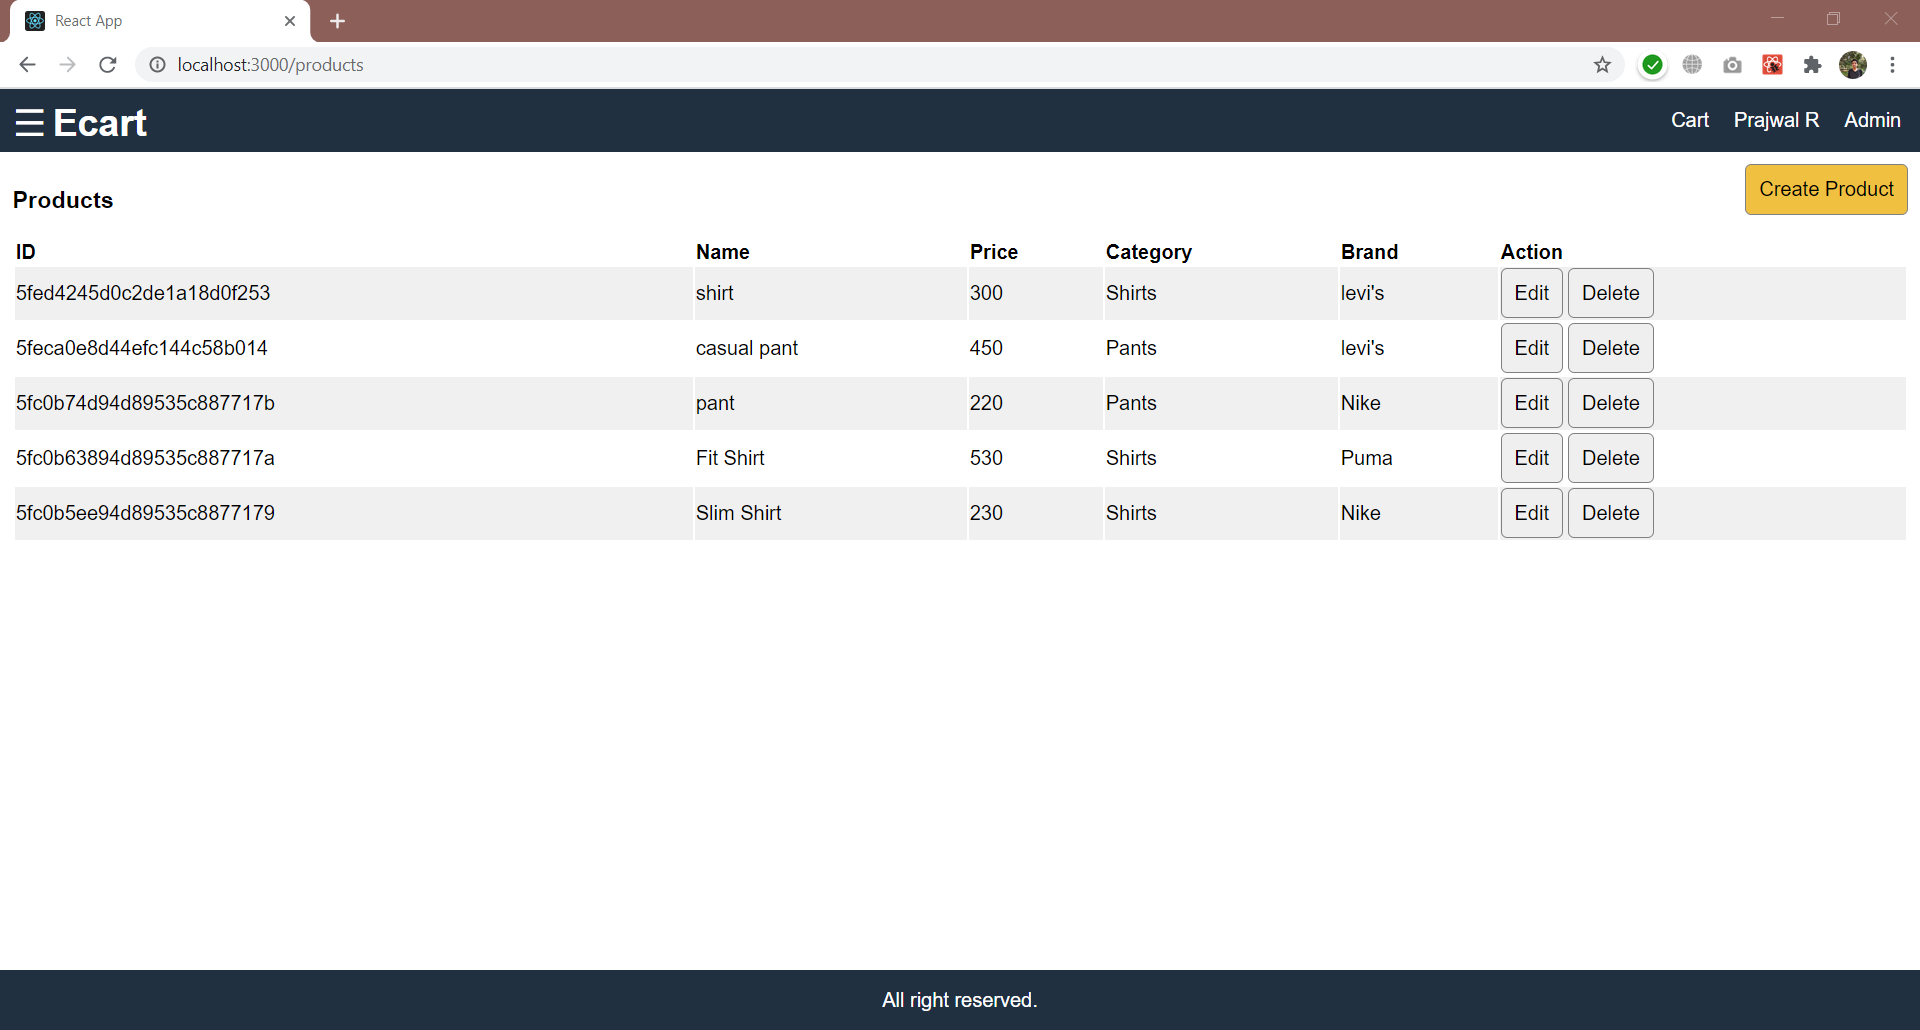 React App
localhost:3000/products
☰ Ecart Cart Prajwal R Admin
Create Product
Products
ID Name Price Category Brand Action
5fed4245d0c2de1a18d0f253 shirt 300 Shirts levi's Edit Delete
5feca0e8d44efc144c58b014 casual pant 450 Pants levi's Edit Delete
5fc0b74d94d89535c887717b pant 220 Pants Nike Edit Delete
5fc0b63894d89535c887717a Fit Shirt 530 Shirts Puma Edit Delete
5fc0b5ee94d89535c8877179 Slim Shirt 230 Shirts Nike Edit Delete
All right reserved.